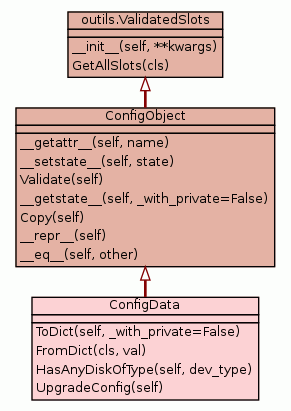 outils.ValidatedSlots
__init__(self, **kwargs)
GetAllSlots(cls)
ConfigObject
__getattr__(self, name)
__setstate__(self, state)
Validate(self)
__getstate__(self, _with_private=False)
Copy(self)
__repr__(self)
__eq__(self, other)
ConfigData
ToDict(self, _with_private=False)
FromDict(cls, val)
HasAnyDiskOfType(self, dev_type)
UpgradeConfig(self)